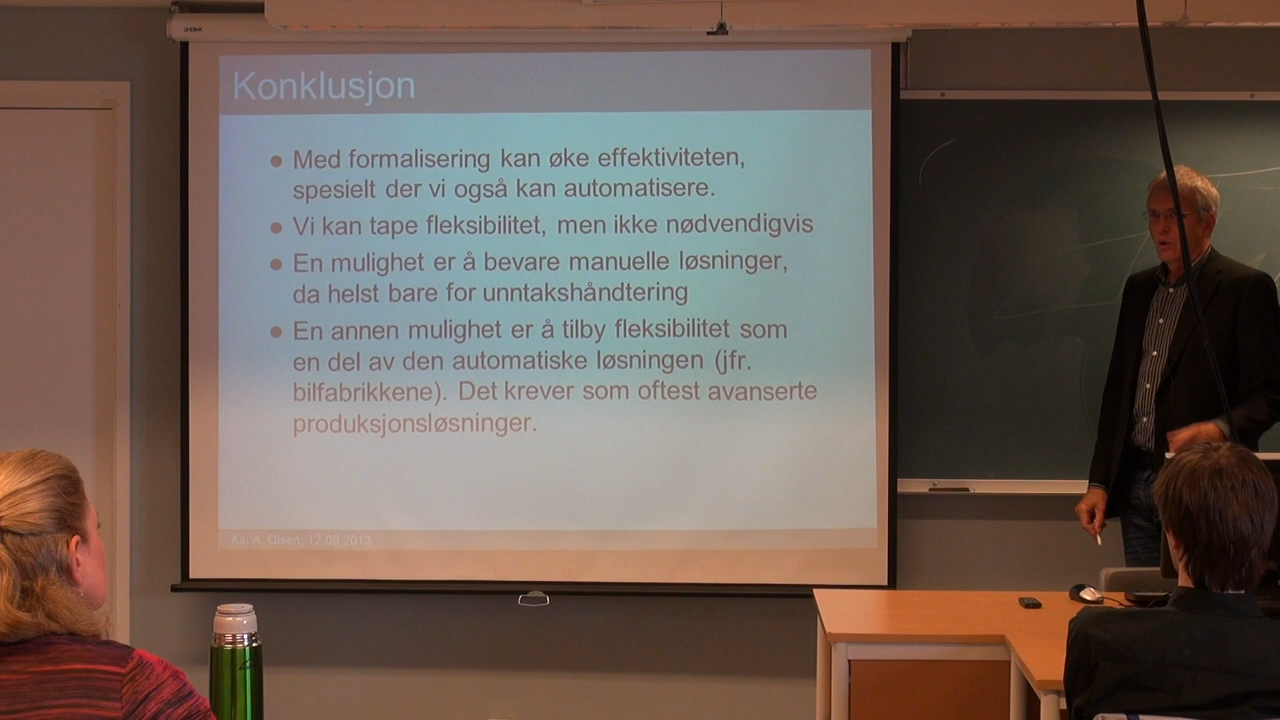 Konklusjon
Med formalisering kan øke effektiviteten,
spesielt der vi også kan automatisere.
Vi kan tape fleksibilitet, men ikke nødvendigvis
En mulighet er å bevare manuelle løsninger,
da helst bare for unntakshåndtering
En annen mulighet er å tilby fleksibilitet som
en del av den automatiske løsningen (jfr.
bilfabrikkene). Det krever som oftest avanserte
produksjonsløsninger.
Kai A. Olsen, 12.09.2013